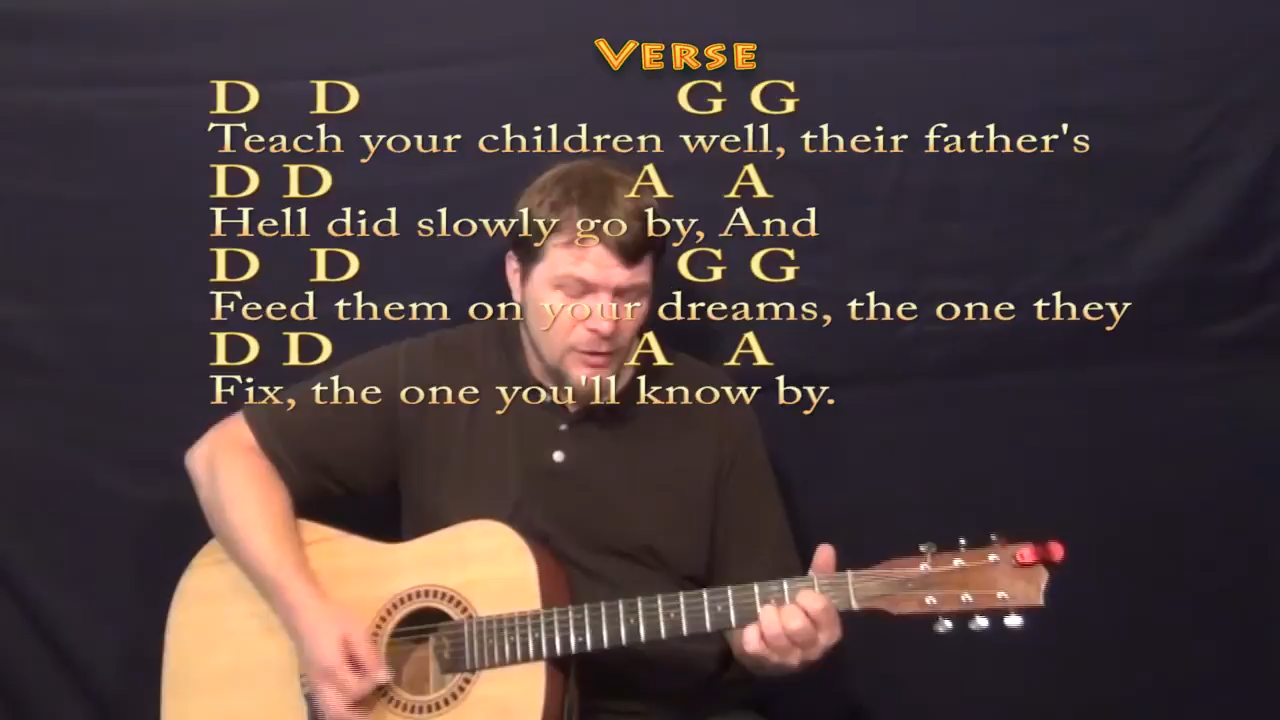 VERSE
D D G G
Teach your children well, their father's
D D A A
Hell did slowly go by, And
D D G G
Feed them on your dreams, the one they
D D A A
Fix, the one you'll know by.